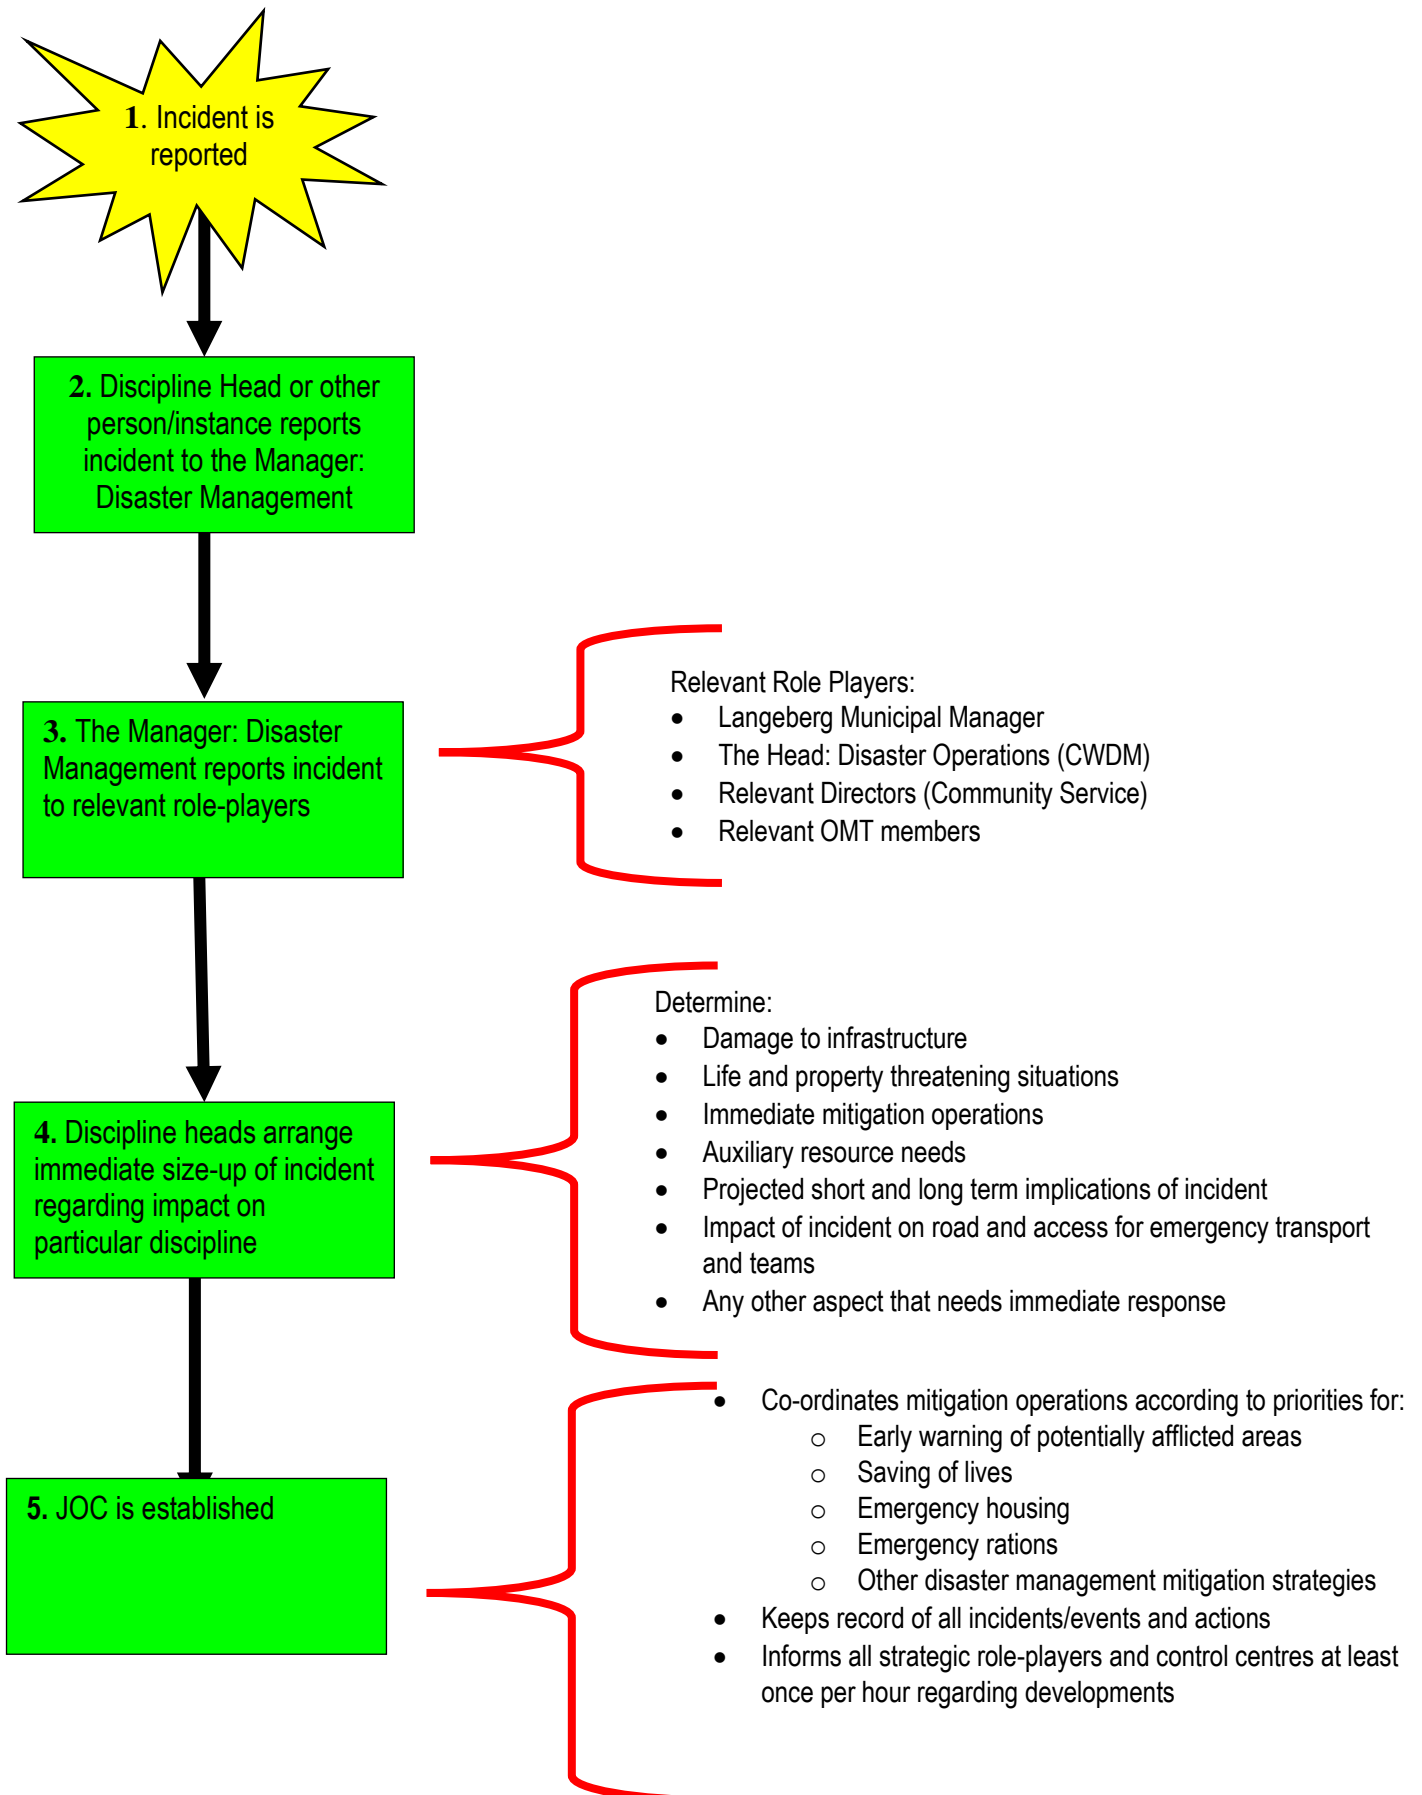 1. Incident is
reported
2. Discipline Head or other
person/instance reports
incident to the Manager:
Disaster Management
3. The Manager: Disaster
Management reports incident
to relevant role-players
Relevant Role Players:
• Langeberg Municipal Manager
• The Head: Disaster Operations (CWDM)
• Relevant Directors (Community Service)
• Relevant OMT members
4. Discipline heads arrange
immediate size-up of incident
regarding impact on
particular discipline
Determine:
• Damage to infrastructure
• Life and property threatening situations
• Immediate mitigation operations
• Auxiliary resource needs
• Projected short and long term implications of incident
• Impact of incident on road and access for emergency transport
and teams
• Any other aspect that needs immediate response
5. JOC is established
• Co-ordinates mitigation operations according to priorities for:
o Early warning of potentially afflicted areas
o Saving of lives
o Emergency housing
o Emergency rations
o Other disaster management mitigation strategies
• Keeps record of all incidents/events and actions
• Informs all strategic role-players and control centres at least
once per hour regarding developments